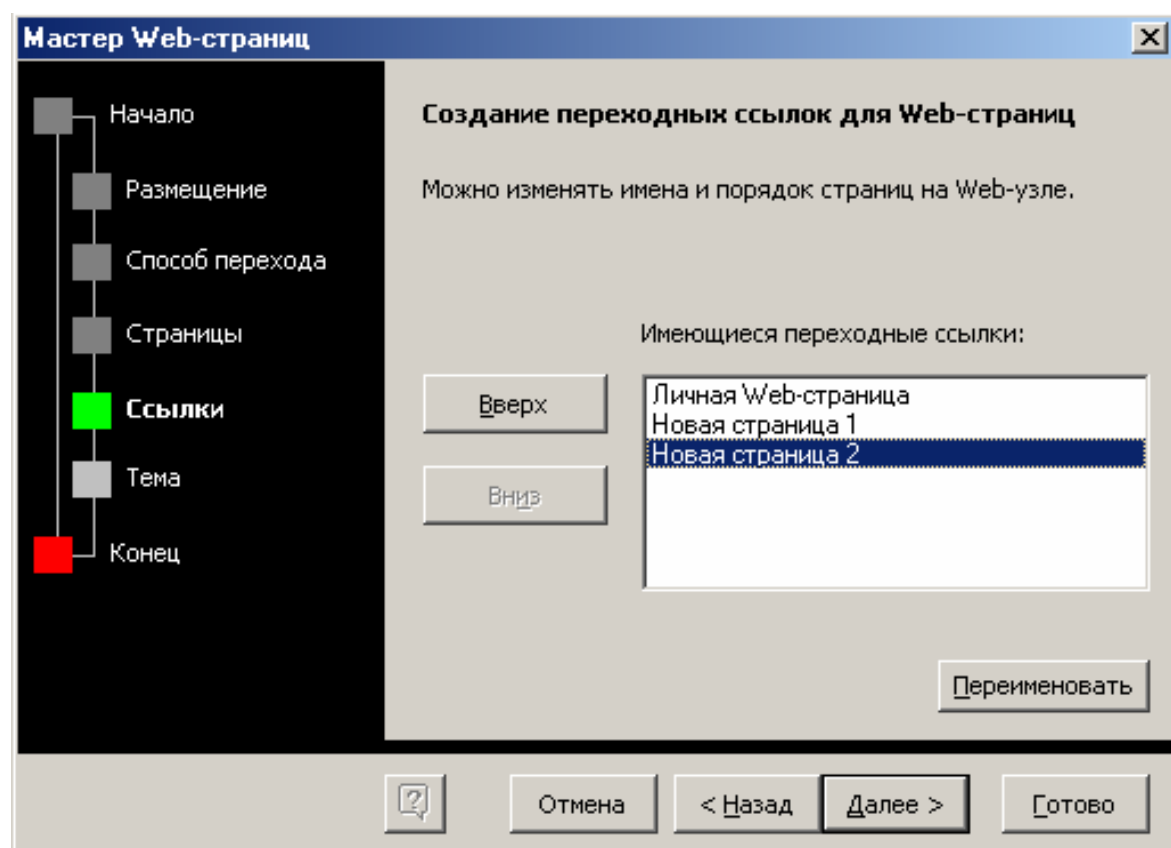 Мастер Web-страниц
Начало
Размещение
Способ перехода
Страницы
Ссылки
Тема
Конец
Создание переходных ссылок для Web-страниц
Можно изменять имена и порядок страниц на Web-узле.
Имеющиеся переходные ссылки:
Вверх
Вниз
Личная Web-страница
Новая страница 1
Новая страница 2
Переименовать
Отмена
< Назад
Далее >
Готово